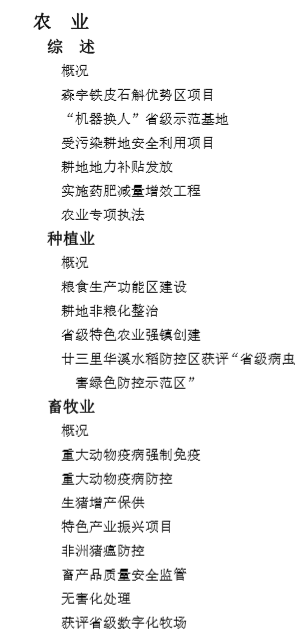 农　业
综　述
概况
森宇铁皮石斛优势区项目
“机器换人”省级示范基地
受污染耕地安全利用项目
耕地地力补贴发放
实施药肥减量增效工程
农业专项执法
种植业
概况
粮食生产功能区建设
耕地非粮化整治
省级特色农业强镇创建
廿三里华溪水稻防控区获评“省级病虫
害绿色防控示范区”
畜牧业
概况
重大动物疫病强制免疫
重大动物疫病防控
生猪增产保供
特色产业振兴项目
非洲猪瘟防控
畜产品质量安全监管
无害化处理
获评省级数字化牧场